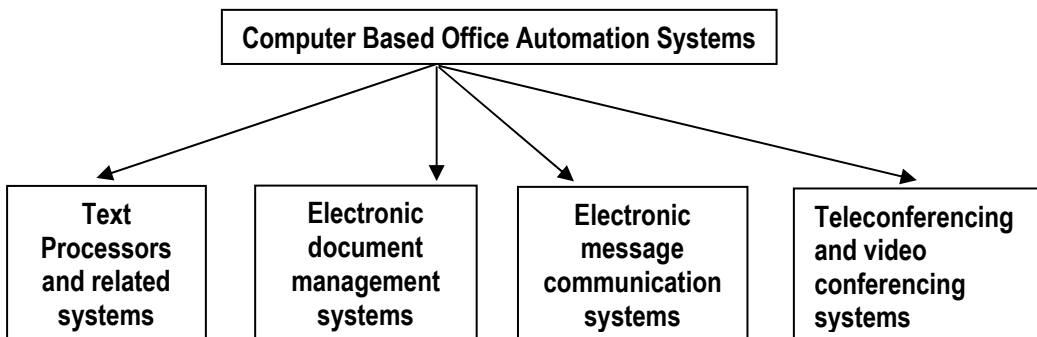 Computer Based Office Automation Systems
Text
Processors
and related
systems
Electronic
document
management
systems
Electronic
message
communication
systems
Teleconferencing
and video
conferencing
systems